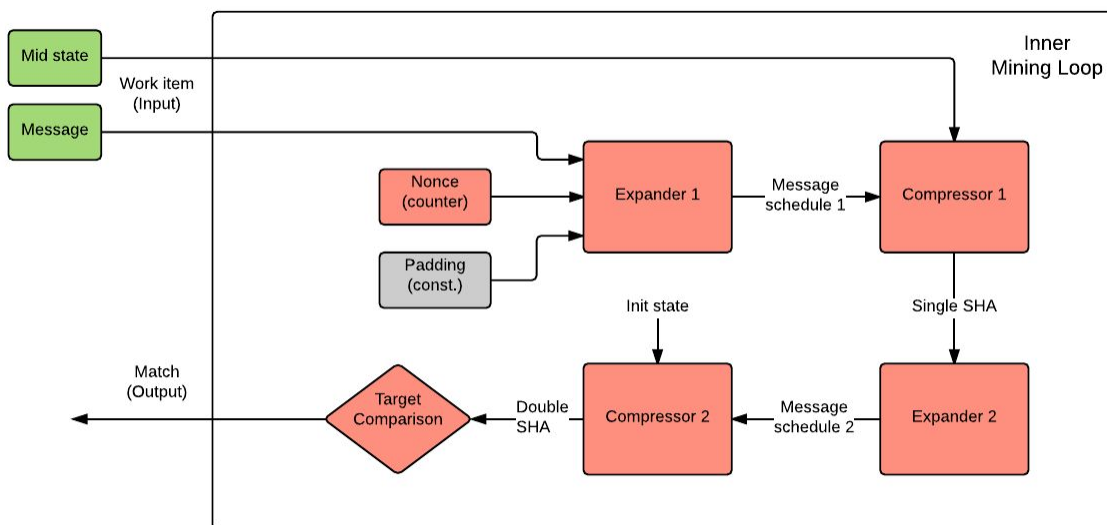 Mid state
Work item
(Input)
Message
Inner
Mining Loop
Nonce
(counter)
Expander 1
Message
schedule 1
Compressor 1
Padding
(const.)
Init state
Single SHA
Match
(Output)
Target
Comparison
Double
SHA
Compressor 2
Message
schedule 2
Expander 2